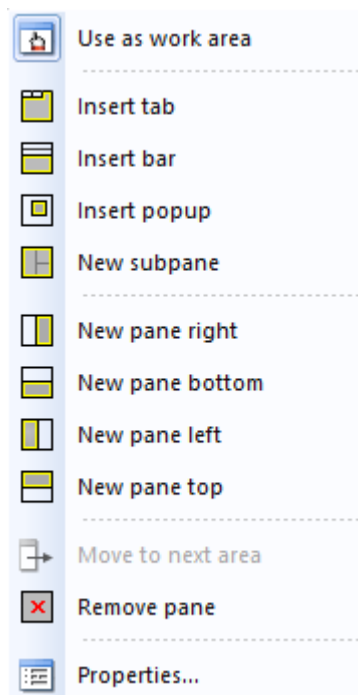 Use as work area
Insert tab
Insert bar
Insert popup
New subpane
New pane right
New pane bottom
New pane left
New pane top
Move to next area
Remove pane
Properties...